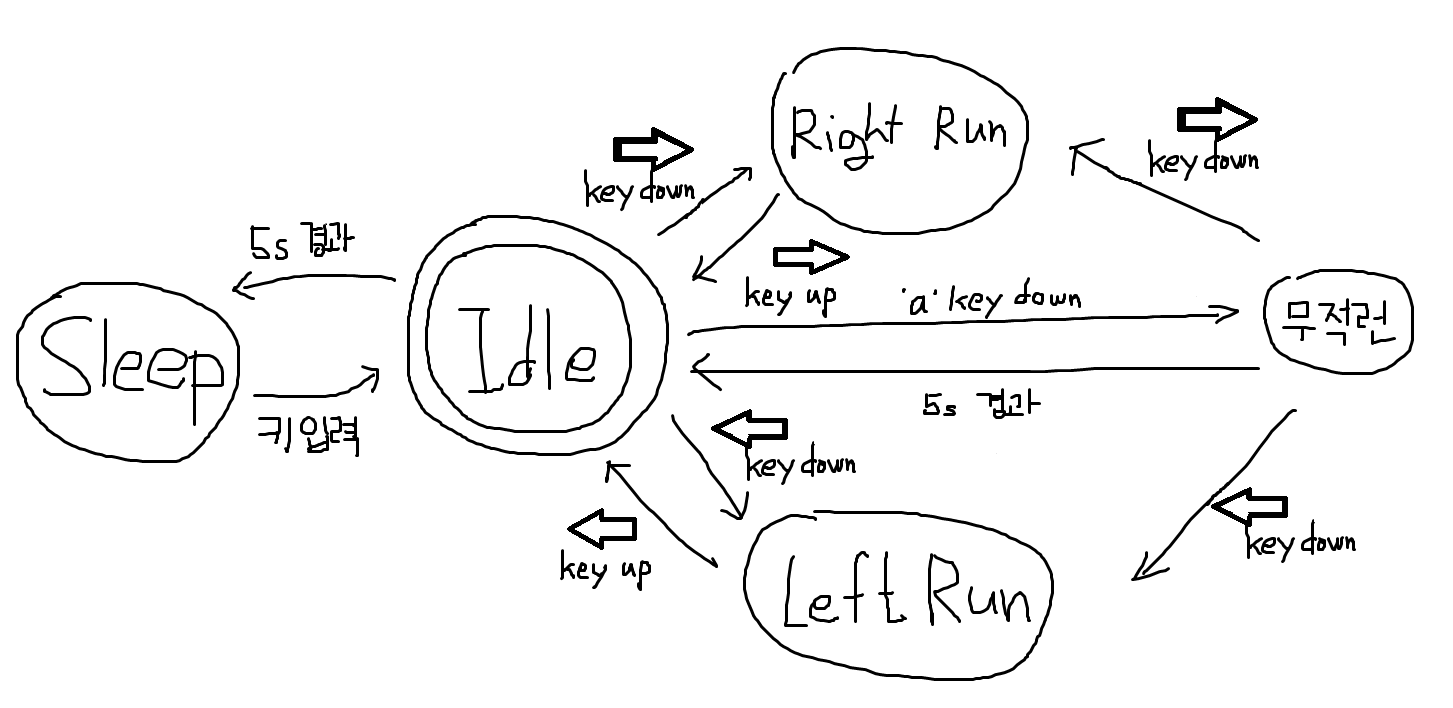 Right Run
key down
key down
5s 경과
key up
'a' key down
Sleep
Idle
무적런
키입력
5s 경과
key down
key up
key down
Left Run